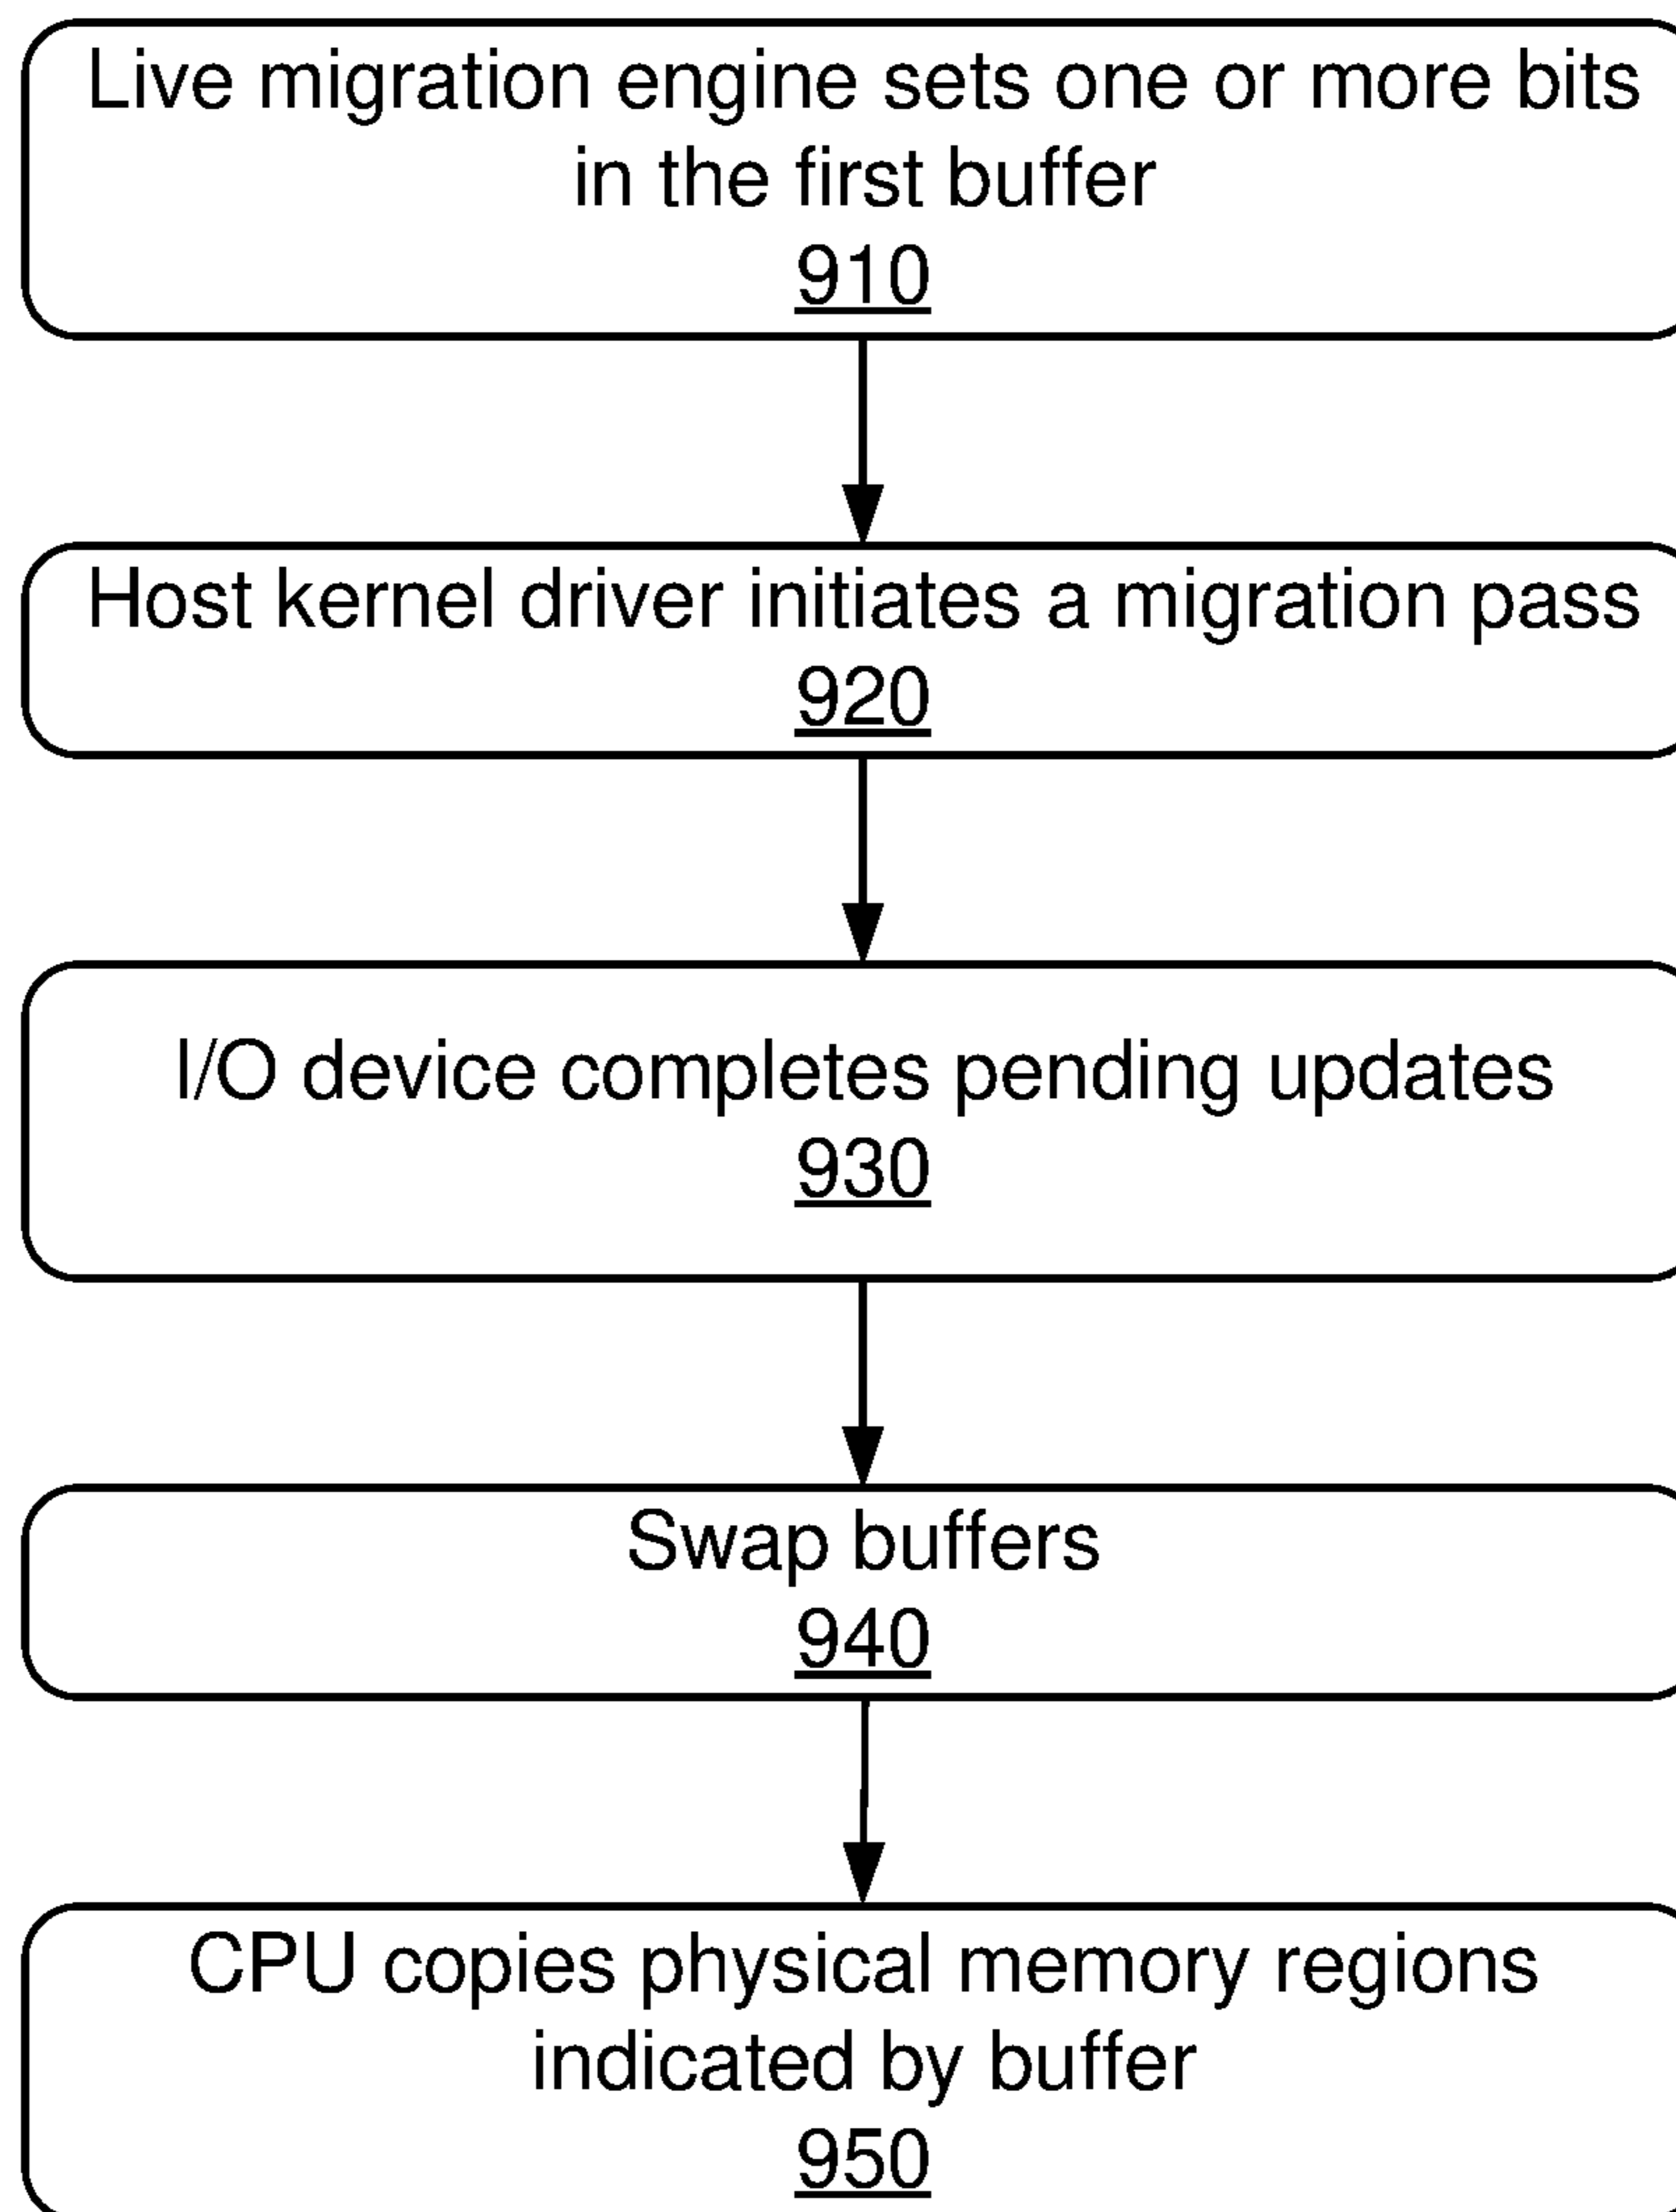 Live migration engine sets one or more bits
in the first buffer
910
Host kernel driver initiates a migration pass
920
I/O device completes pending updates
930
Swap buffers
940
CPU copies physical memory regions
indicated by buffer
950